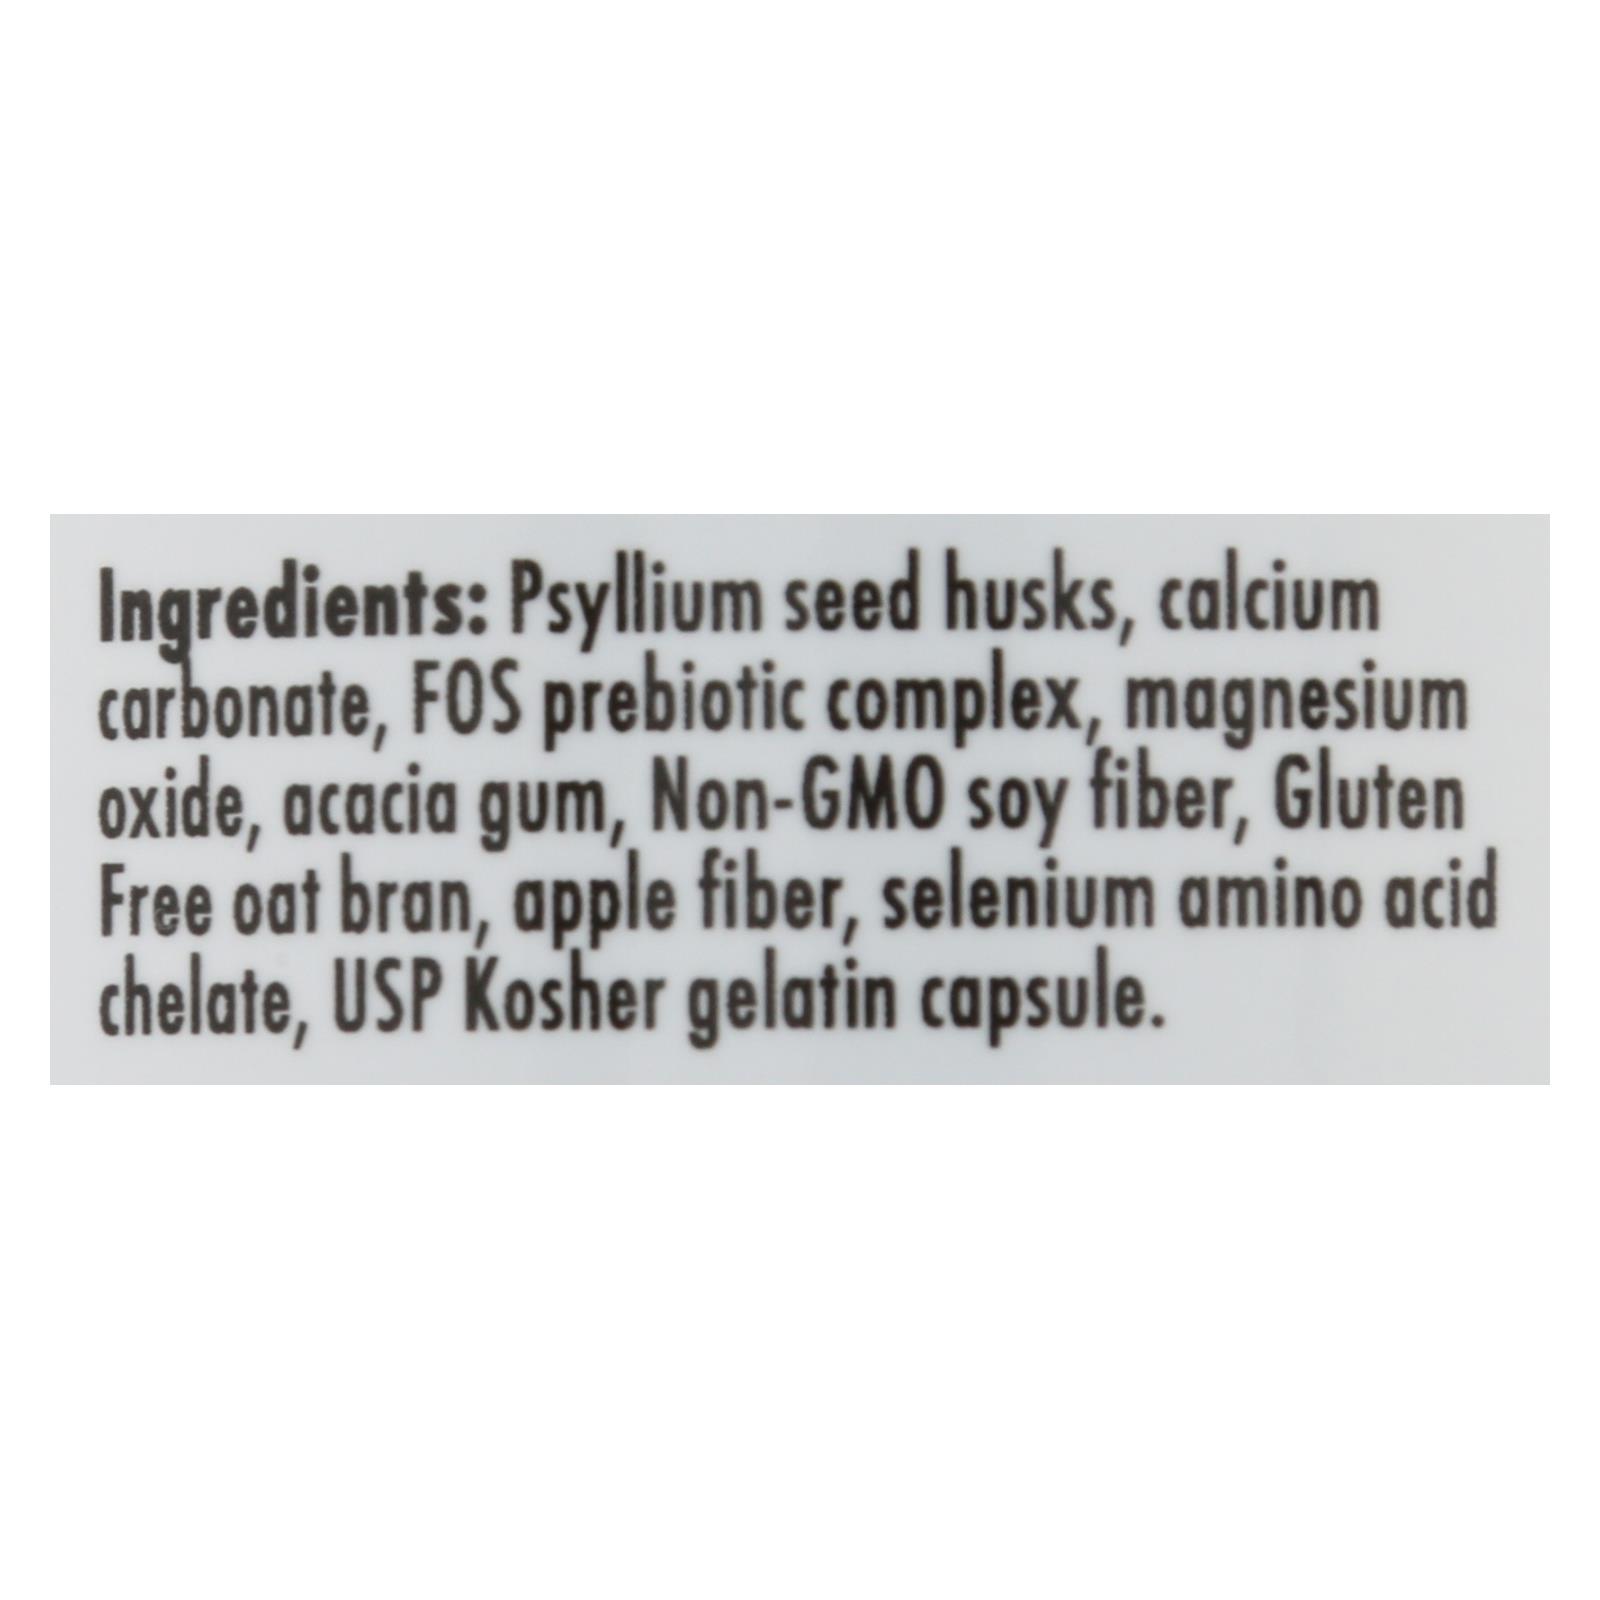 Ingredients: Psyllium seed husks, calcium
carbonate, FOS prebiotic complex, magnesium
oxide, acacia gum, Non-GMO soy fiber, Gluten
Free oat bran, apple fiber, selenium amino acid
chelate, USP Kosher gelatin capsule.